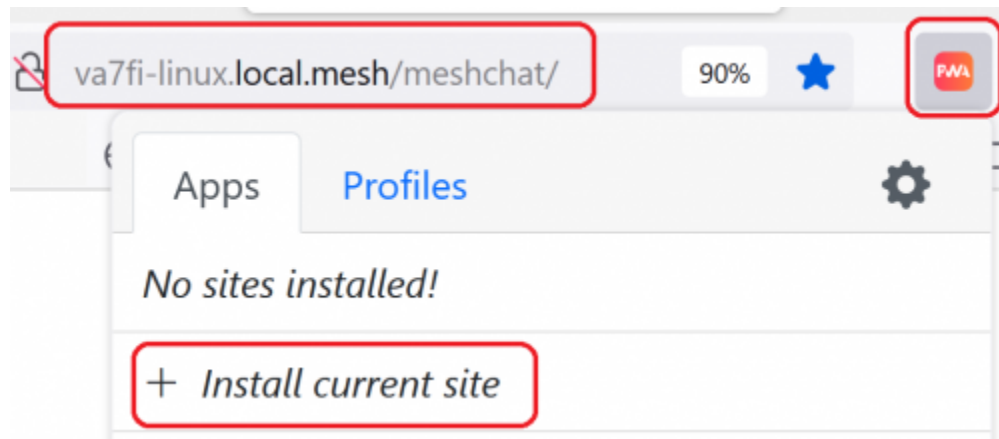 va7fi-linux.local.mesh/meshchat/ 90% PWA
Apps Profiles
No sites installed!
+ Install current site